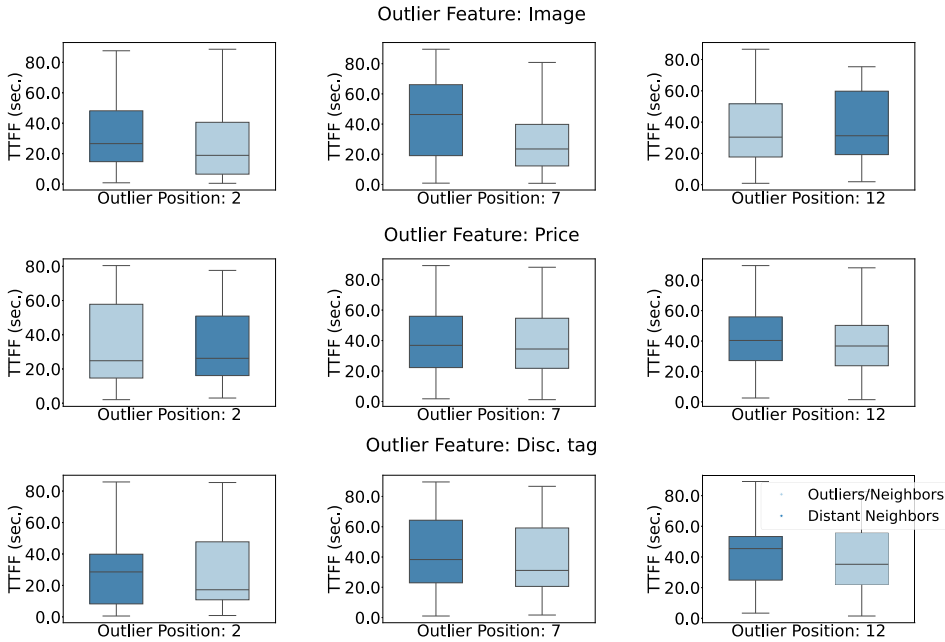 Outlier Feature: Image
TTFF (sec.)
80.0
60.0
40.0
20.0
0.0
Outlier Position: 2
TTFF (sec.)
80.0
60.0
40.0
20.0
0.0
Outlier Position: 7
TTFF (sec.)
80.0
60.0
40.0
20.0
0.0
Outlier Position: 12
Outlier Feature: Price
TTFF (sec.)
80.0
60.0
40.0
20.0
0.0
Outlier Position: 2
TTFF (sec.)
80.0
60.0
40.0
20.0
0.0
Outlier Position: 7
TTFF (sec.)
80.0
60.0
40.0
20.0
0.0
Outlier Position: 12
Outlier Feature: Disc. tag
TTFF (sec.)
80.0
60.0
40.0
20.0
0.0
Outlier Position: 2
TTFF (sec.)
80.0
60.0
40.0
20.0
0.0
Outlier Position: 7
TTFF (sec.)
80.0
60.0
40.0
20.0
0.0
Outlier Position: 12
Outliers/Neighbors
Distant Neighbors